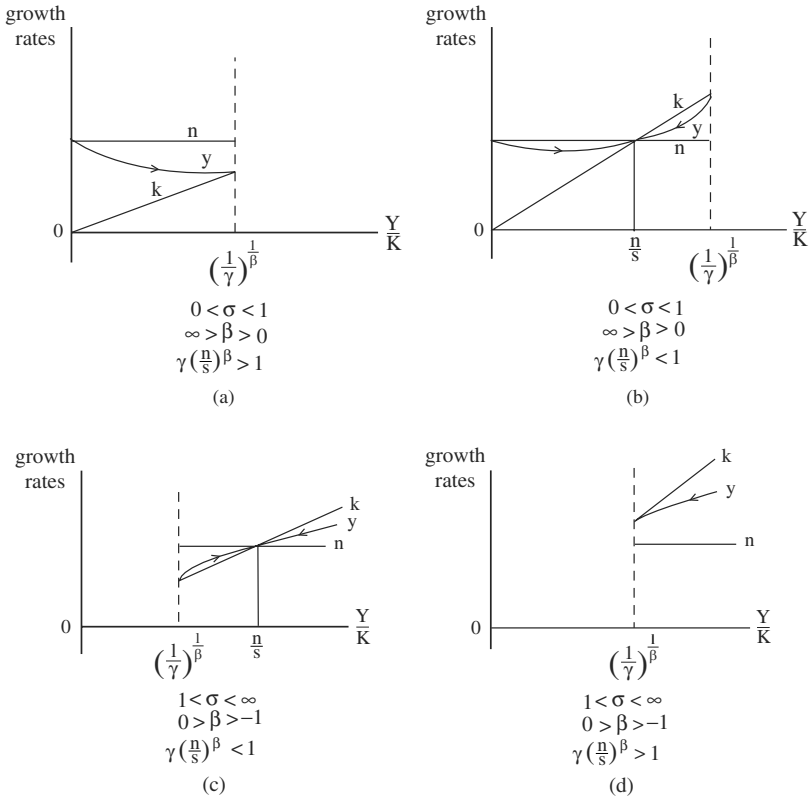 growth
rates
n
y
k
0
Y/K
(1/γ)^1/β
0 < σ < 1
∞ > β > 0
γ(n/s)^β > 1
(a)
growth
rates
k
y
n
0
n/s
Y/K
(1/γ)^1/β
0 < σ < 1
∞ > β > 0
γ(n/s)^β < 1
(b)
growth
rates
k
y
n
0
Y/K
(1/γ)^1/β
n/s
1 < σ < ∞
0 > β > −1
γ(n/s)^β < 1
(c)
growth
rates
k
y
n
0
Y/K
(1/γ)^1/β
1 < σ < ∞
0 > β > −1
γ(n/s)^β > 1
(d)